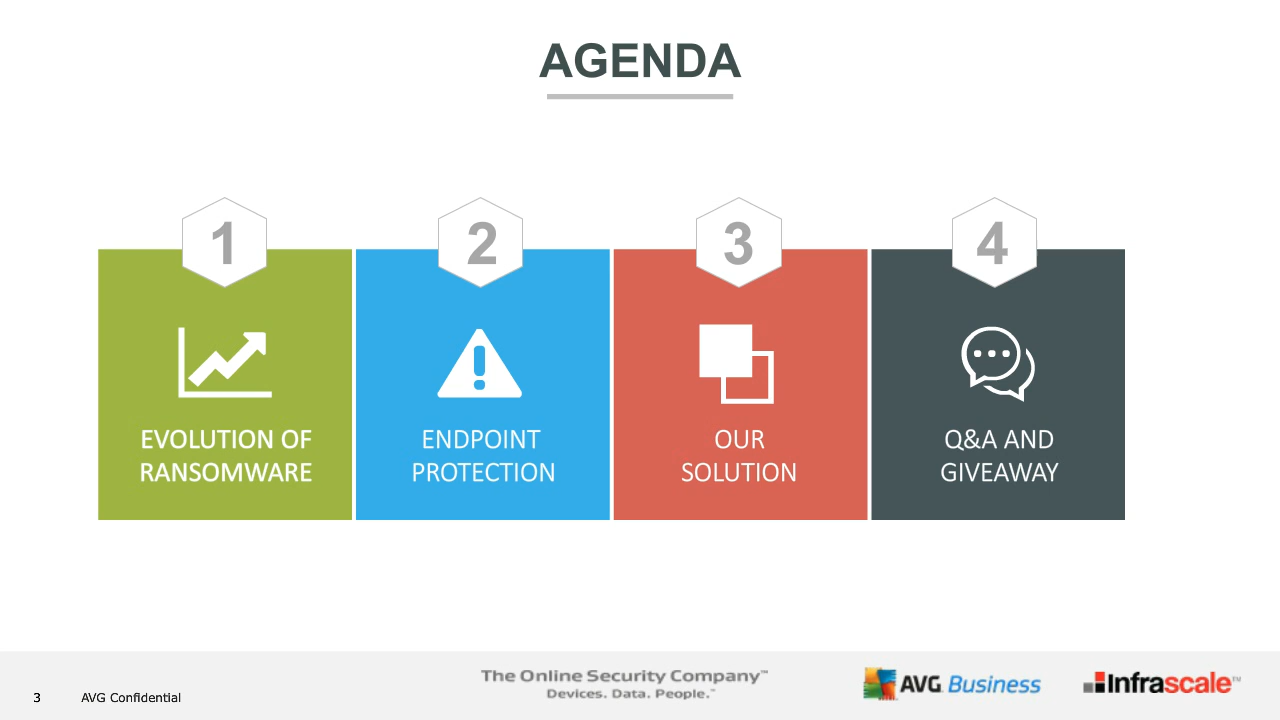 AGENDA
1
2
3
4
EVOLUTION OF
RANSOMWARE
ENDPOINT
PROTECTION
OUR
SOLUTION
Q&A AND
GIVEAWAY
3
AVG Confidential
The Online Security Company™
Devices. Data. People.™
AVG Business
Infrascale™